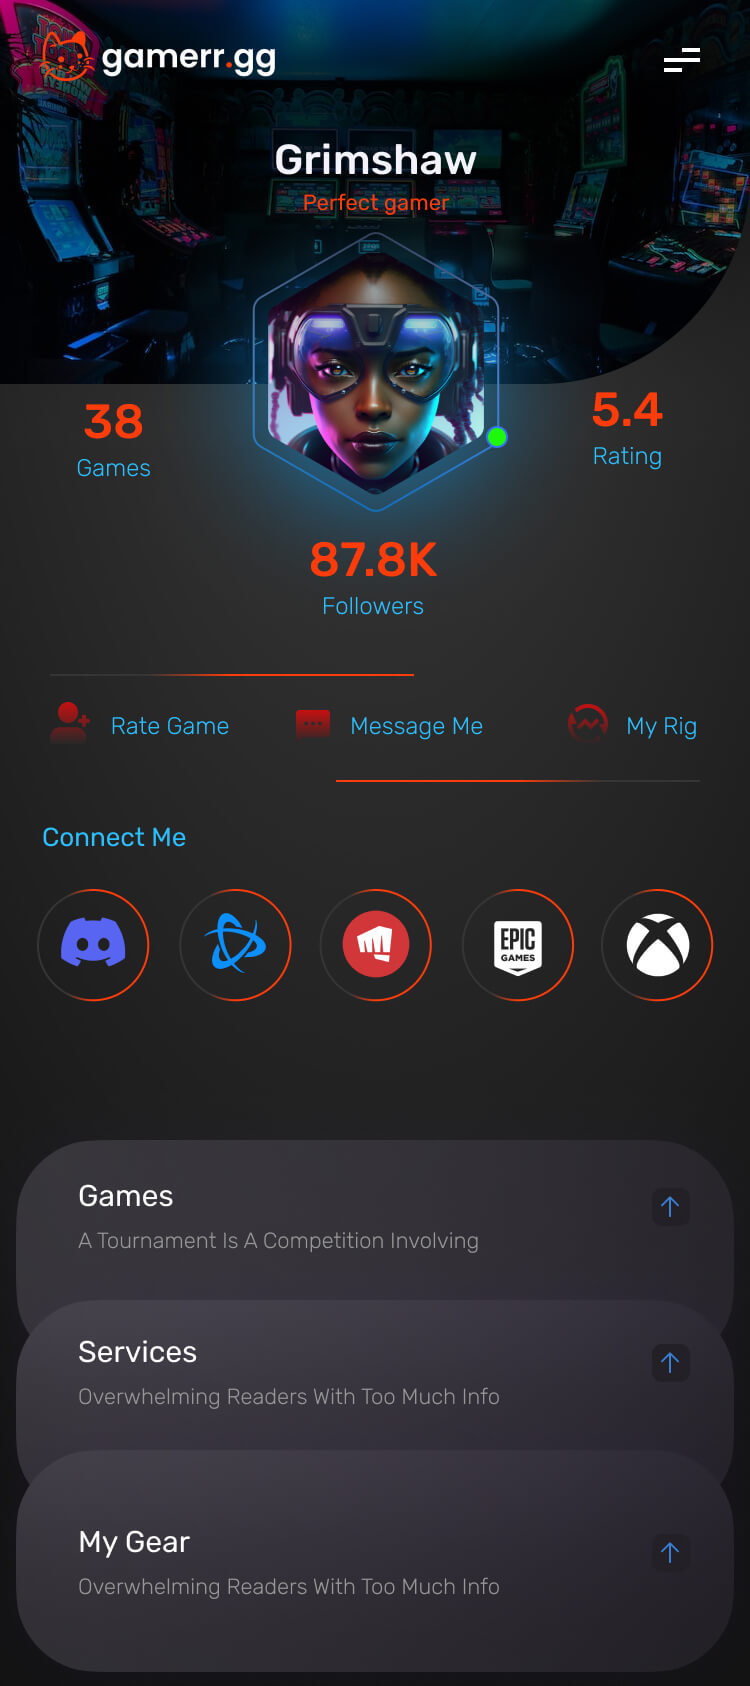 gamerr.gg
Grimshaw
Perfect gamer
38
Games
5.4
Rating
87.8K
Followers
Rate Game
Message Me
My Rig
Connect Me
EPIC
GAMES
Games
A Tournament Is A Competition Involving
Services
Overwhelming Readers With Too Much Info
My Gear
Overwhelming Readers With Too Much Info